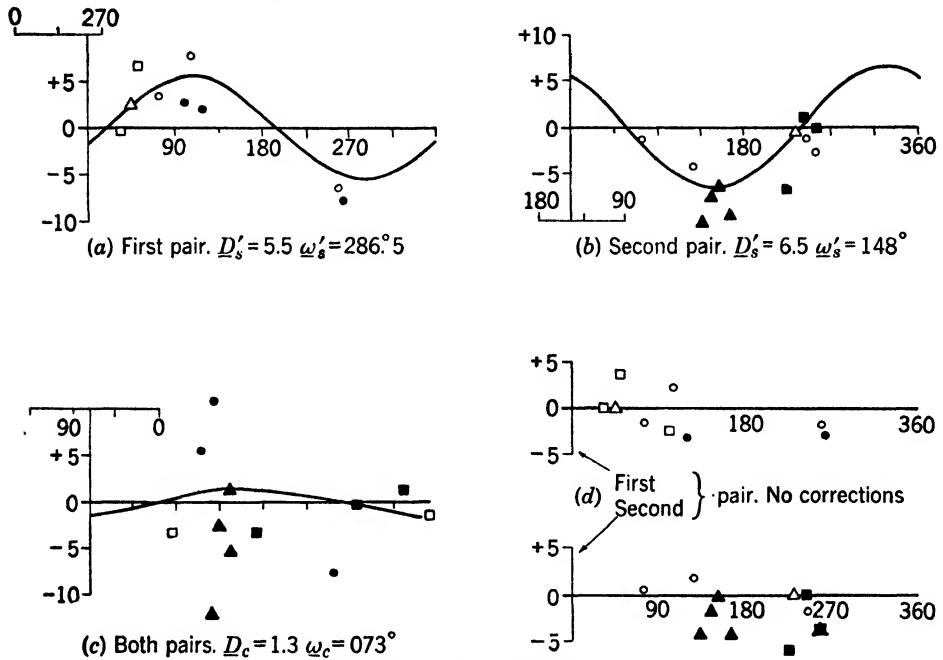 0 270
+5
0 90 180 270
-5
-10
(a) First pair. D′s = 5.5 ω′s = 286.°5
+10
+5
0 180 360
-5
180 90
(b) Second pair. D′s = 6.5 ω′s = 148°
90 0
+5
0
-5
-10
(c) Both pairs. Dc = 1.3 ωc = 073°
+5
0 180 360
-5
(d) First
Second } pair. No corrections
+5
0 90 180 270 360
-5